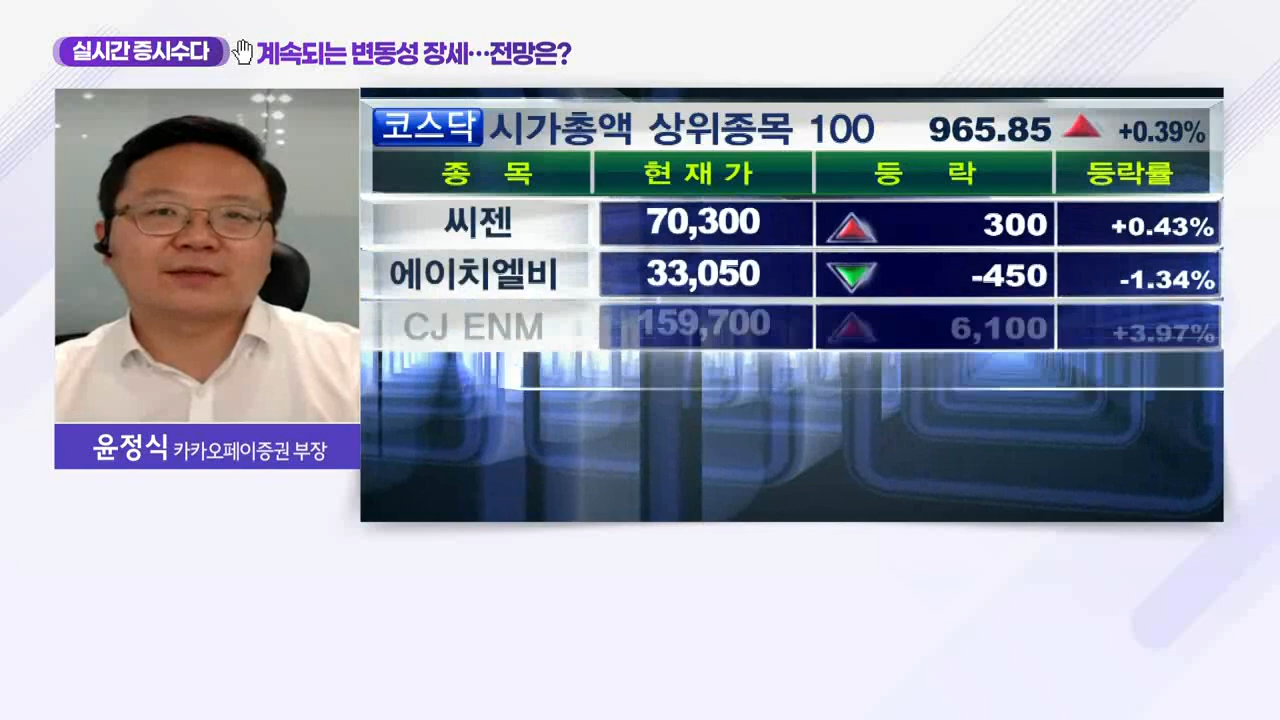 실시간 증시수다 계속되는 변동성 장세…전망은?
코스닥 시가총액 상위종목 100 965.85 +0.39%
종목 현재가 등락 등락률
씨젠 70,300 300 +0.43%
에이치엘비 33,050 -450 -1.34%
CJ ENM 159,700 6,100 +3.97%
윤정식 카카오페이증권 부장